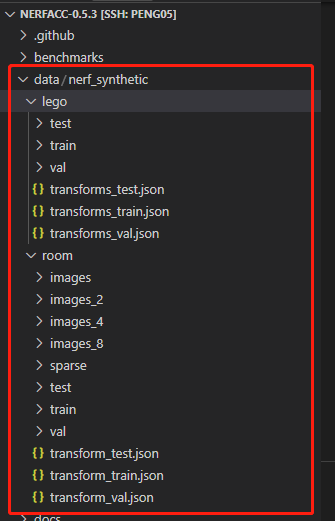 NERFACC-0.5.3 [SSH: PENG05]
.github
benchmarks
data / nerf_synthetic
lego
test
train
val
{} transforms_test.json
{} transforms_train.json
{} transforms_val.json
room
images
images_2
images_4
images_8
sparse
test
train
val
{} transform_test.json
{} transform_train.json
{} transform_val.json
docs